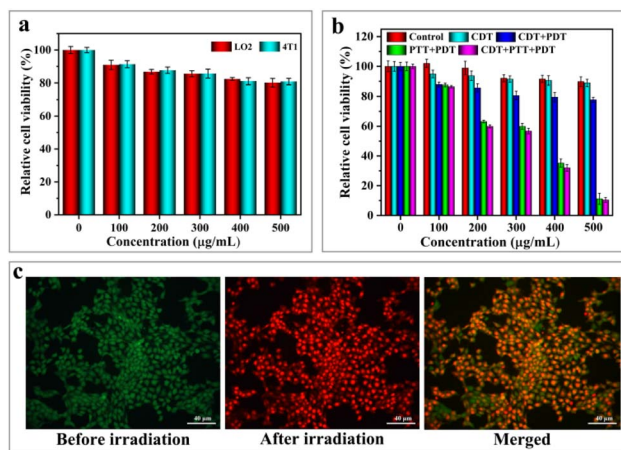 a
LO2 4T1
Relative cell viability (%)
100
80
60
40
20
0
0 100 200 300 400 500
Concentration (μg/mL)
b
Control CDT CDT+PDT
PTT+PDT CDT+PTT+PDT
Relative cell viability (%)
120
100
80
60
40
20
0
0 100 200 300 400 500
Concentration (μg/mL)
c
40 μm 40 μm 40 μm
Before irradiation After irradiation Merged